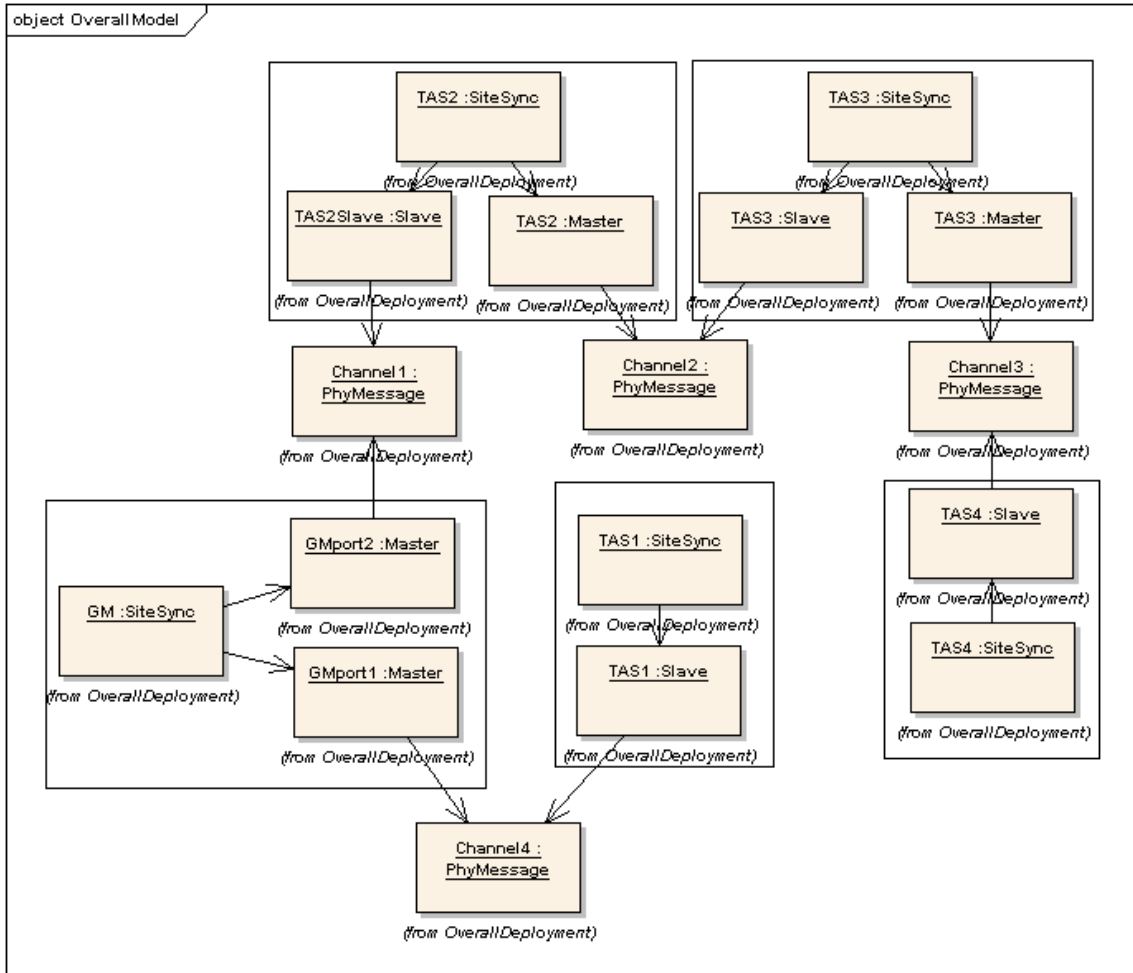 object OverallModel
TAS2 :SiteSync
(from OverallDeployment)
TAS3 :SiteSync
(from OverallDeployment)
TAS2Slave :Slave
(from OverallDeployment)
TAS2 :Master
(from OverallDeployment)
TAS3 :Slave
(from OverallDeployment)
TAS3 :Master
(from OverallDeployment)
Channel1 :
PhyMessage
(from OverallDeployment)
Channel2 :
PhyMessage
(from OverallDeployment)
Channel3 :
PhyMessage
(from OverallDeployment)
GMport2 :Master
(from OverallDeployment)
TAS1 :SiteSync
(from OverallDeployment)
TAS4 :Slave
(from OverallDeployment)
GM :SiteSync
(from OverallDeployment)
GMport1 :Master
(from OverallDeployment)
TAS1 :Slave
(from OverallDeployment)
TAS4 :SiteSync
(from OverallDeployment)
Channel4 :
PhyMessage
(from OverallDeployment)